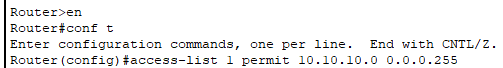 Router>en
Router#conf t
Enter configuration commands, one per line.  End with CNTL/Z.
Router(config)#access-list 1 permit 10.10.10.0 0.0.0.255